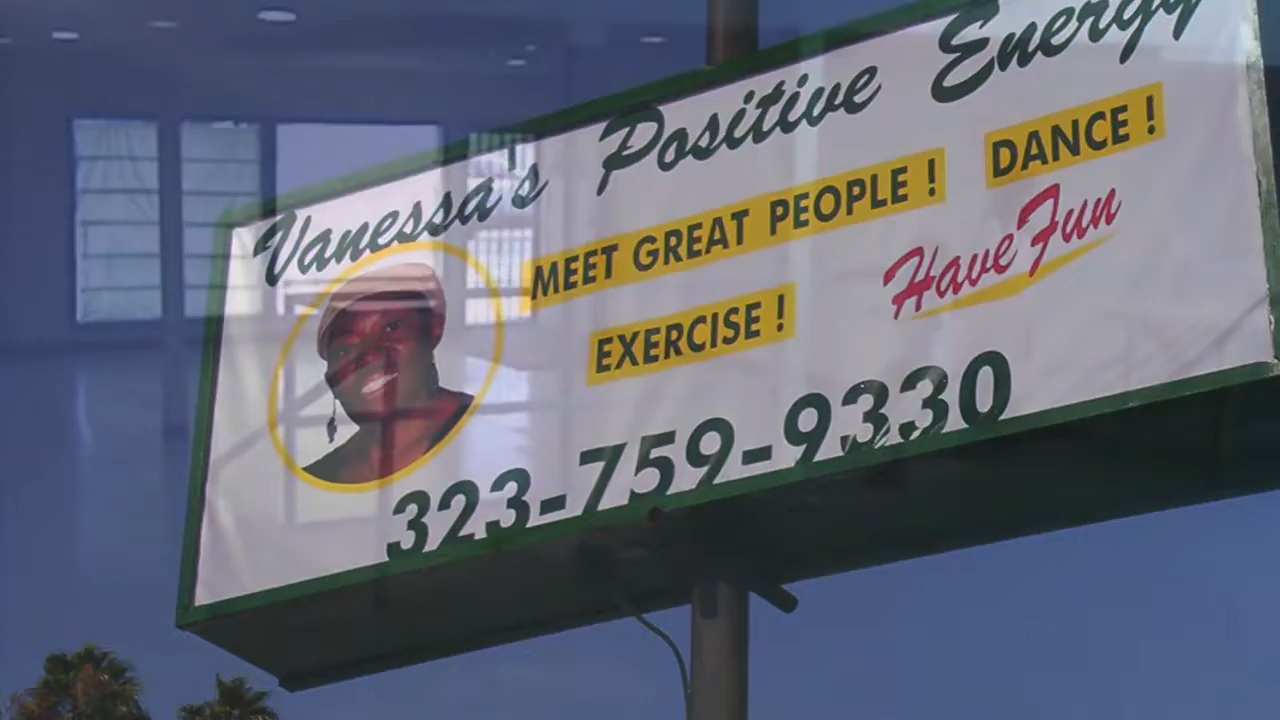 Vanessa's Positive Energy
MEET GREAT PEOPLE ! DANCE !
EXERCISE ! Have Fun
323-759-9330